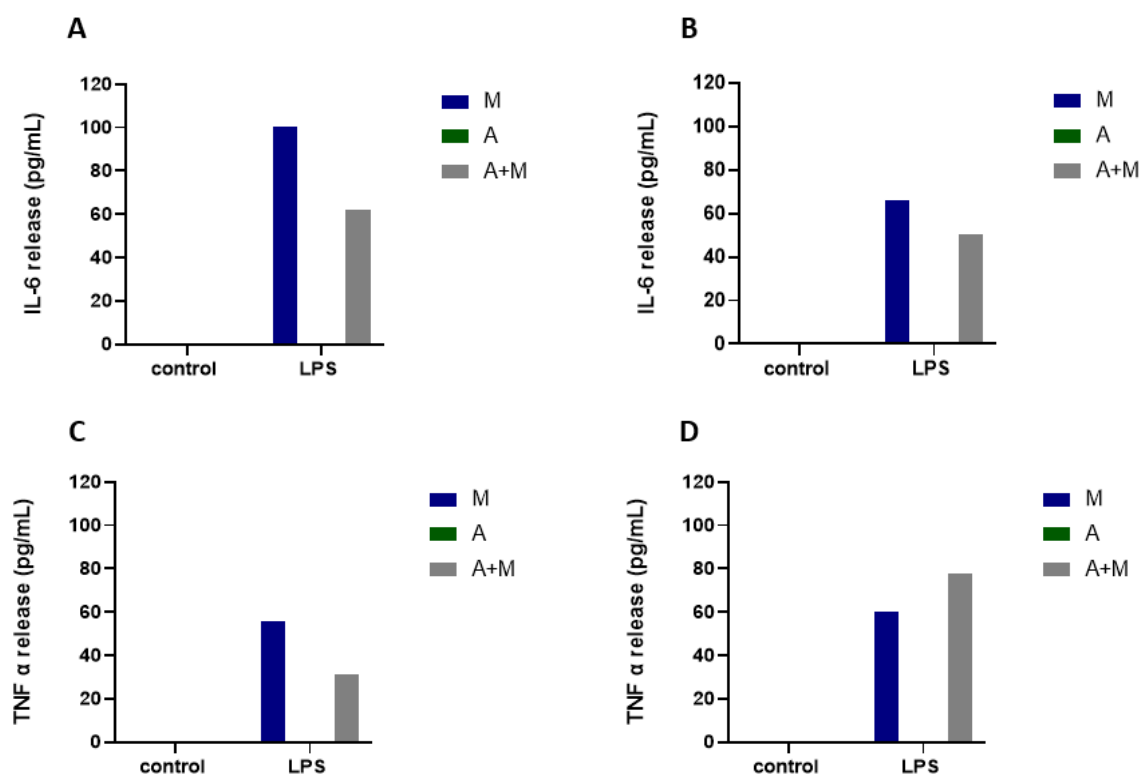 A
IL-6 release (pg/mL)
120
100
80
60
40
20
0
control
LPS
M
A
A+M
B
IL-6 release (pg/mL)
120
100
80
60
40
20
0
control
LPS
M
A
A+M
C
TNF α release (pg/mL)
120
100
80
60
40
20
0
control
LPS
M
A
A+M
D
TNF α release (pg/mL)
120
100
80
60
40
20
0
control
LPS
M
A
A+M